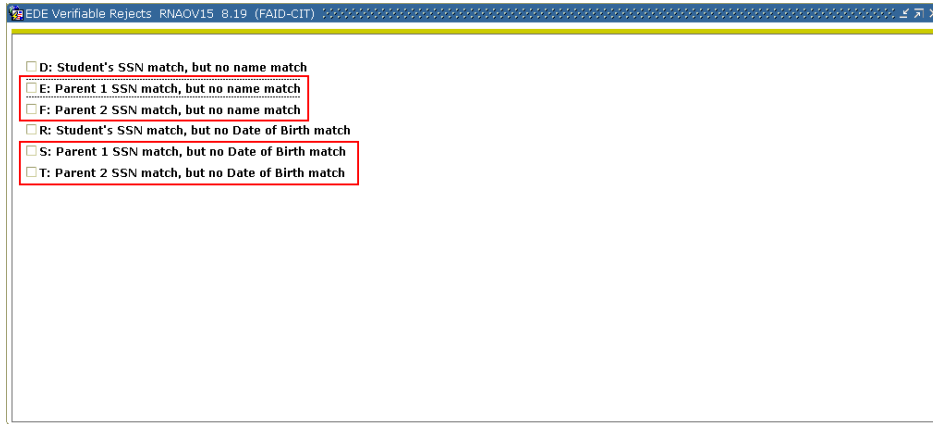 EDE Verifiable Rejects RNAOV15 8.19 (FAID-CIT)
D: Student's SSN match, but no name match
E: Parent 1 SSN match, but no name match
F: Parent 2 SSN match, but no name match
R: Student's SSN match, but no Date of Birth match
S: Parent 1 SSN match, but no Date of Birth match
T: Parent 2 SSN match, but no Date of Birth match